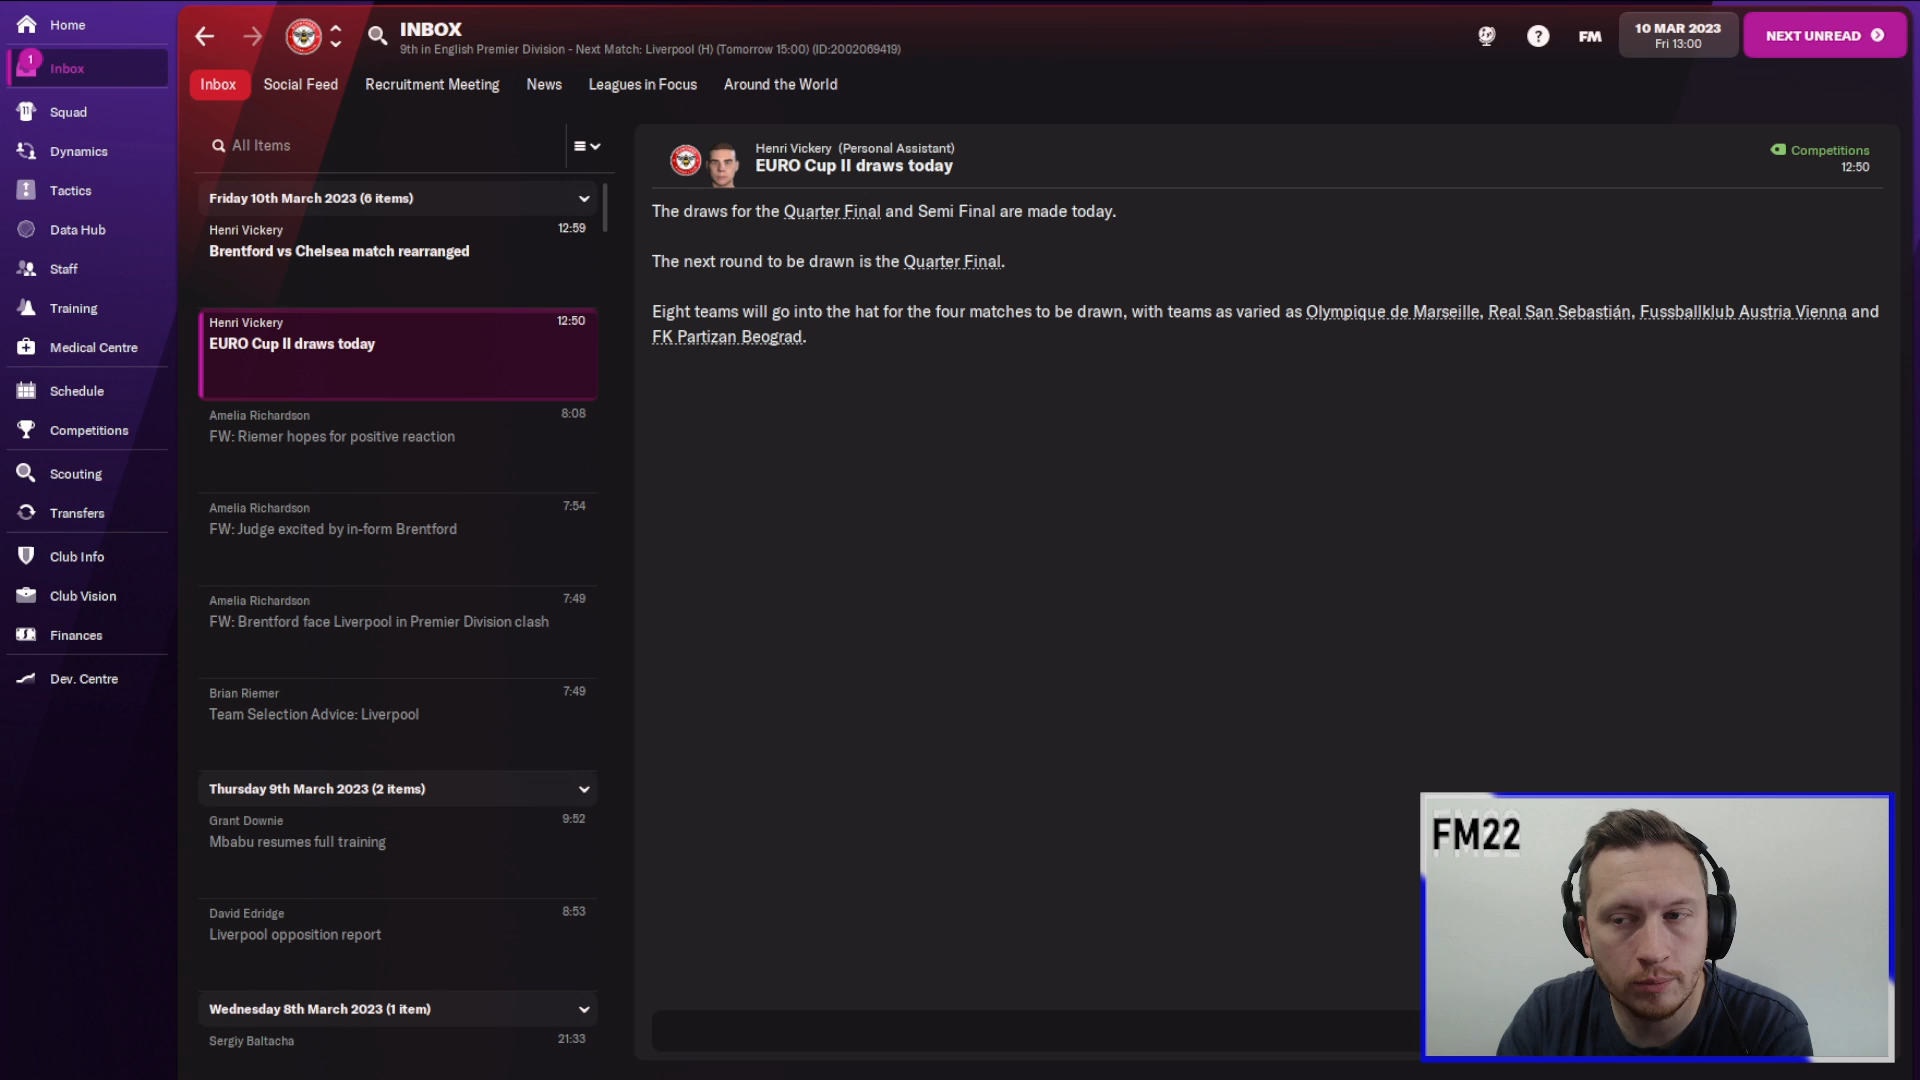 Home
1
Inbox
Squad
Dynamics
Tactics
Data Hub
Staff
Training
Medical Centre
Schedule
Competitions
Scouting
Transfers
Club Info
Club Vision
Finances
Dev. Centre
INBOX
9th in English Premier Division - Next Match: Liverpool (H) (Tomorrow 15:00) (ID:2002069419)
?
FM
10 MAR 2023
Fri 13:00
NEXT UNREAD
Inbox
Social Feed
Recruitment Meeting
News
Leagues in Focus
Around the World
All Items
Friday 10th March 2023 (6 items)
Henri Vickery
12:59
Brentford vs Chelsea match rearranged
Henri Vickery
12:50
EURO Cup II draws today
Amelia Richardson
8:08
FW: Riemer hopes for positive reaction
Amelia Richardson
7:54
FW: Judge excited by in-form Brentford
Amelia Richardson
7:49
FW: Brentford face Liverpool in Premier Division clash
Brian Riemer
7:49
Team Selection Advice: Liverpool
Thursday 9th March 2023 (2 items)
Grant Downie
9:52
Mbabu resumes full training
David Edridge
8:53
Liverpool opposition report
Wednesday 8th March 2023 (1 item)
Sergiy Baltacha
21:33
Henri Vickery (Personal Assistant)
EURO Cup II draws today
Competitions
12:50
The draws for the Quarter Final and Semi Final are made today.
The next round to be drawn is the Quarter Final.
Eight teams will go into the hat for the four matches to be drawn, with teams as varied as Olympique de Marseille, Real San Sebastián, Fussballklub Austria Vienna and
FK Partizan Beograd.
FM22